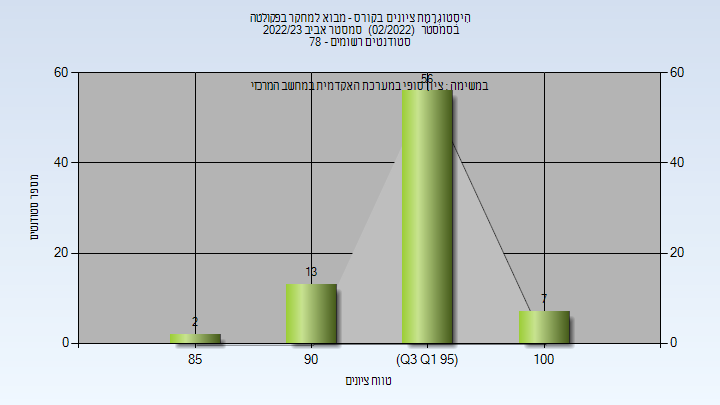 היסטוגרמת ציונים בקורס - מבוא למחקר בפקולטה
בסמסטר (02/2022) סמסטר אביב 2022/23
סטודנטים רשומים - 78
במשימה : ציון סופי במערכת האקדמית במחשב המרכזי
60
60
40
40
20
20
0
0
2
13
56
7
85
90
(Q3 Q1 95)
100
מספר סטודנטים
טווח ציונים